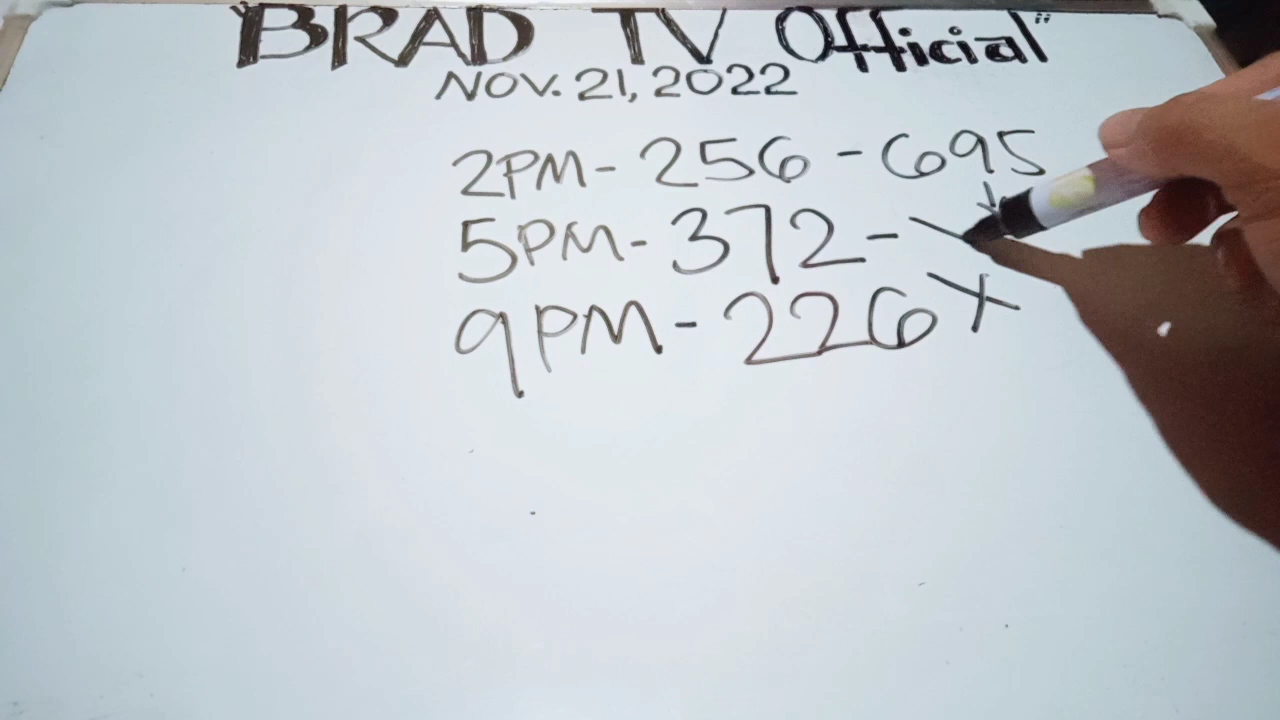 "BRAD TV Official"
NOV. 21, 2022
2PM - 256 - 695
5PM - 372 -
9PM - 226 X